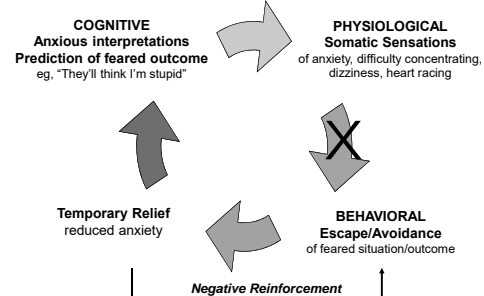 COGNITIVE
Anxious interpretations
Prediction of feared outcome
eg, “They’ll think I’m stupid”
PHYSIOLOGICAL
Somatic Sensations
of anxiety, difficulty concentrating,
dizziness, heart racing
X
Temporary Relief
reduced anxiety
BEHAVIORAL
Escape/Avoidance
of feared situation/outcome
Negative Reinforcement